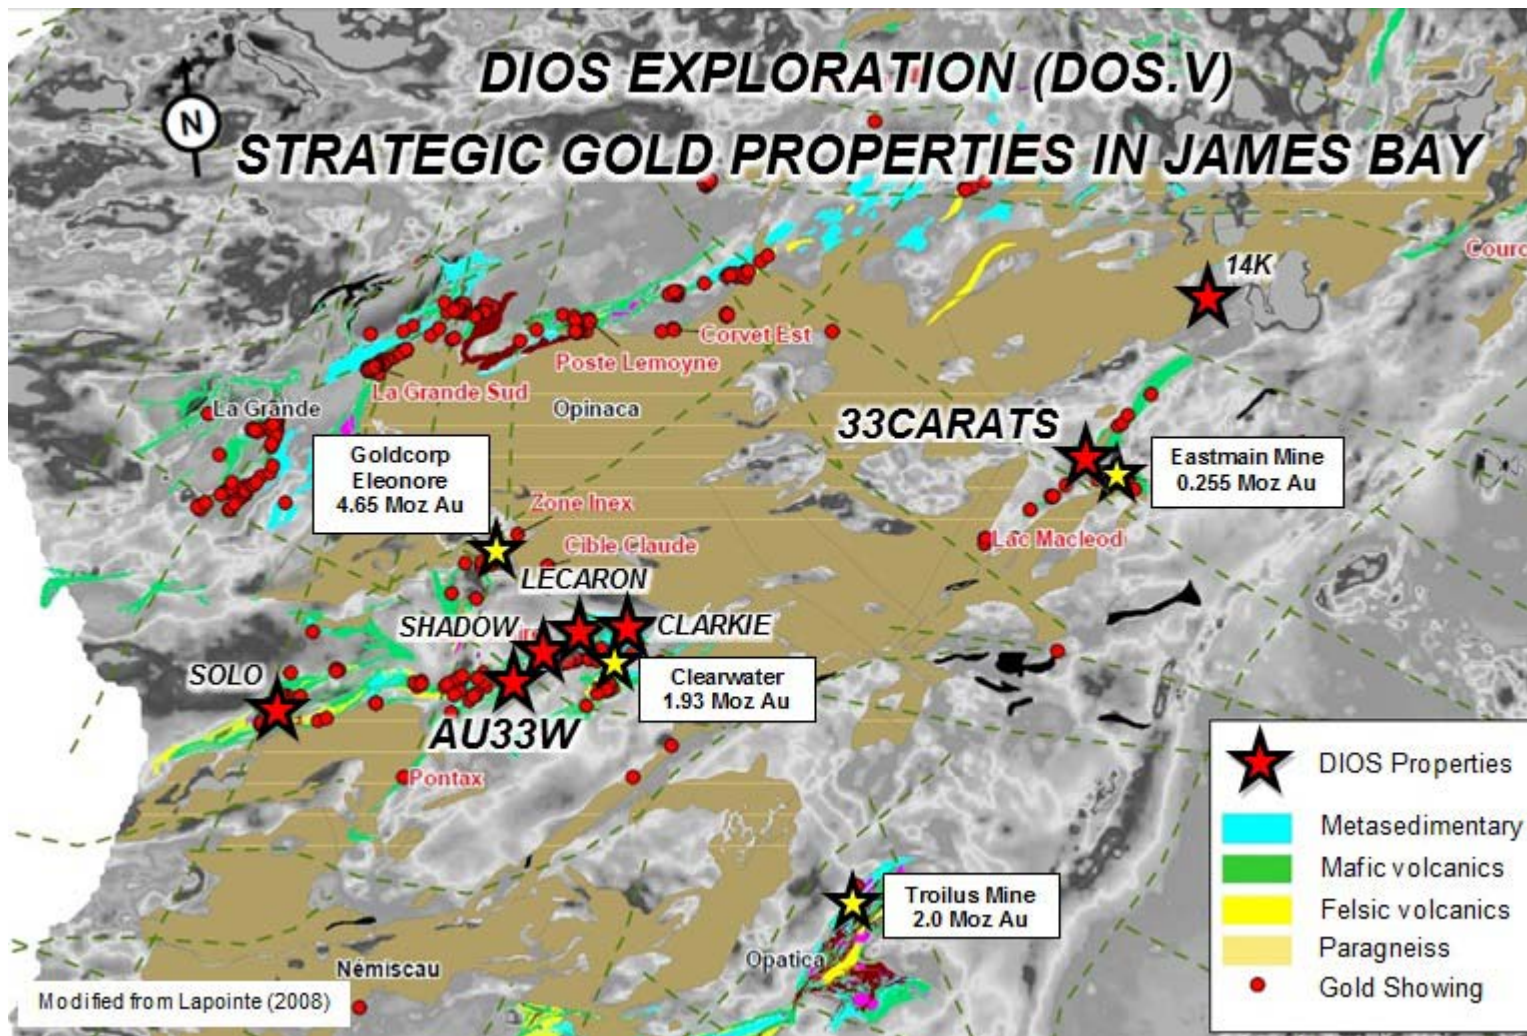 DIOS EXPLORATION (DOS.V)
STRATEGIC GOLD PROPERTIES IN JAMES BAY
N
Couro
14K
Corvet Est
Poste Lemoyne
La Grande Sud
La Grande
Opinaca
33CARATS
Goldcorp
Eleonore
4.65 Moz Au
Eastmain Mine
0.255 Moz Au
Zone Inex
Cible Claude
Lac Macleod
LECARON
SHADOW
CLARKIE
SOLO
Clearwater
1.93 Moz Au
AU33W
Pontax
DIOS Properties
Metasedimentary
Mafic volcanics
Felsic volcanics
Paragneiss
Gold Showing
Troilus Mine
2.0 Moz Au
Opatica
Némiscau
Modified from Lapointe (2008)